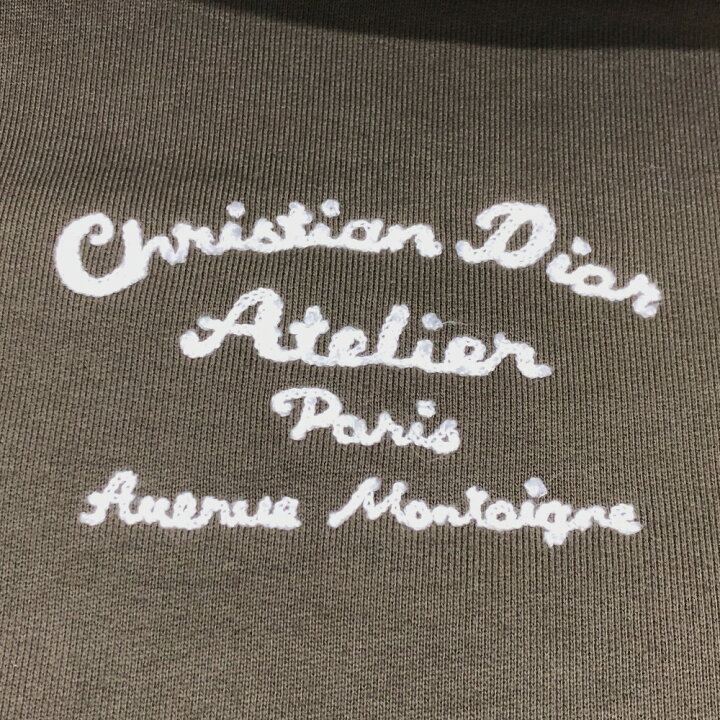 Christian Dior
Atelier
Paris
Avenue Montaigne